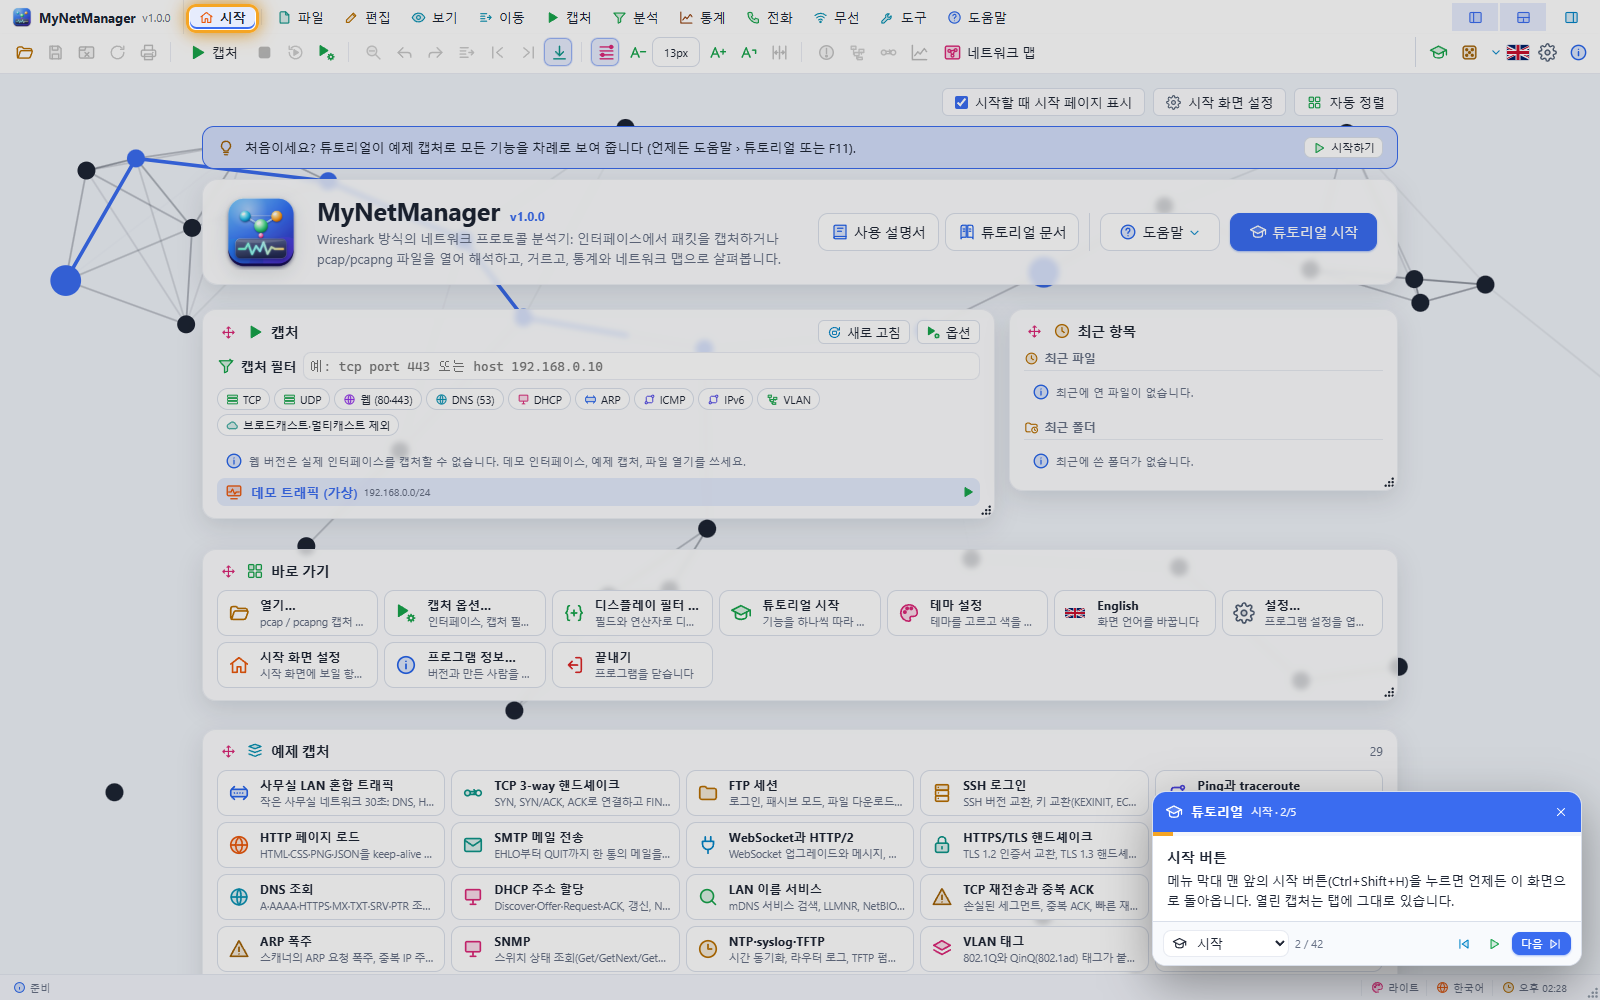 MyNetManager v1.0.0 시작 파일 편집 보기 이동 캡처 분석 통계 전화 무선 도구 도움말
캡처 A− 13px A+ A 네트워크 맵
시작할 때 시작 페이지 표시 시작 화면 설정 자동 정렬
처음이세요? 튜토리얼이 예제 캡처로 모든 기능을 차례로 보여 줍니다 (언제든 도움말 › 튜토리얼 또는 F11). 시작하기
MyNetManager v1.0.0
Wireshark 방식의 네트워크 프로토콜 분석기: 인터페이스에서 패킷을 캡처하거나
pcap/pcapng 파일을 열어 해석하고, 거르고, 통계와 네트워크 맵으로 살펴봅니다.
사용 설명서 튜토리얼 문서 도움말 튜토리얼 시작
캡처 새로 고침 옵션
캡처 필터 예: tcp port 443 또는 host 192.168.0.10
TCP UDP 웹 (80·443) DNS (53) DHCP ARP ICMP IPv6 VLAN
브로드캐스트·멀티캐스트 제외
웹 버전은 실제 인터페이스를 캡처할 수 없습니다. 데모 인터페이스, 예제 캡처, 파일 열기를 쓰세요.
데모 트래픽 (가상) 192.168.0.0/24
최근 항목
최근 파일
최근에 연 파일이 없습니다.
최근 폴더
최근에 쓴 폴더가 없습니다.
바로 가기
열기... 캡처 옵션... 디스플레이 필터 ... 튜토리얼 시작 테마 설정 English 설정...
pcap / pcapng 캡처 ... 인터페이스, 캡처 필... 필드와 연산자로 디... 기능을 하나씩 따라 ... 테마를 고르고 색을 ... 화면 언어를 바꿉니다 프로그램 설정을 엽...
시작 화면 설정 프로그램 정보... 끝내기
시작 화면에 보일 항... 버전과 만든 사람을 ... 프로그램을 닫습니다
예제 캡처 29
사무실 LAN 혼합 트래픽 TCP 3-way 핸드셰이크 FTP 세션 SSH 로그인 Ping과 traceroute
작은 사무실 네트워크 30초: DNS, H... SYN, SYN/ACK, ACK로 연결하고 FIN... 로그인, 패시브 모드, 파일 다운로드... SSH 버전 교환, 키 교환(KEXINIT, EC...
HTTP 페이지 로드 SMTP 메일 전송 WebSocket과 HTTP/2 HTTPS/TLS 핸드셰이크
HTML·CSS·PNG·JSON을 keep-alive ... EHLO부터 QUIT까지 한 통의 메일을... WebSocket 업그레이드와 메시지, ... TLS 1.2 인증서 교환, TLS 1.3 핸드셰...
DNS 조회 DHCP 주소 할당 LAN 이름 서비스 TCP 재전송과 중복 ACK
A·AAAA·HTTPS·MX·TXT·SRV·PTR 조... Discover·Offer·Request·ACK, 갱신, N... mDNS 서비스 검색, LLMNR, NetBIO... 손실된 세그먼트, 중복 ACK, 빠른 재...
ARP 폭주 SNMP NTP·syslog·TFTP VLAN 태그
스캐너의 ARP 요청 폭주, 중복 IP 주... 스위치 상태 조회(Get/GetNext/Get... 시간 동기화, 라우터 로그, TFTP 펌... 802.1Q와 QinQ(802.1ad) 태그가 붙...
튜토리얼 시작 · 2/5
시작 버튼
메뉴 막대 맨 앞의 시작 버튼(Ctrl+Shift+H)을 누르면 언제든 이 화면으
로 돌아옵니다. 열린 캡처는 탭에 그대로 있습니다.
시작 2 / 42 다음
준비 라이트 한국어 오후 02:28